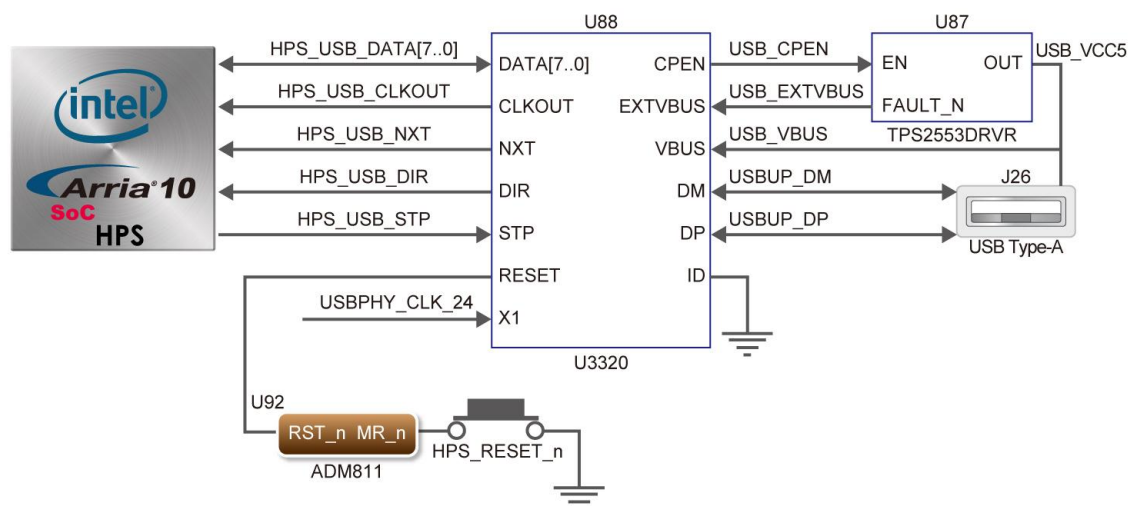 U88
U87
HPS_USB_DATA[7..0]
DATA[7..0]
CPEN
USB_CPEN
EN
OUT
USB_VCC5
HPS_USB_CLKOUT
CLKOUT
EXTVBUS
USB_EXTVBUS
FAULT_N
TPS2553DRVR
HPS_USB_NXT
NXT
VBUS
USB_VBUS
HPS_USB_DIR
DIR
DM
USBUP_DM
J26
HPS_USB_STP
STP
DP
USBUP_DP
USB Type-A
intel
Arria 10
SoC
HPS
RESET
ID
USBPHY_CLK_24
X1
U3320
U92
RST_n MR_n
HPS_RESET_n
ADM811